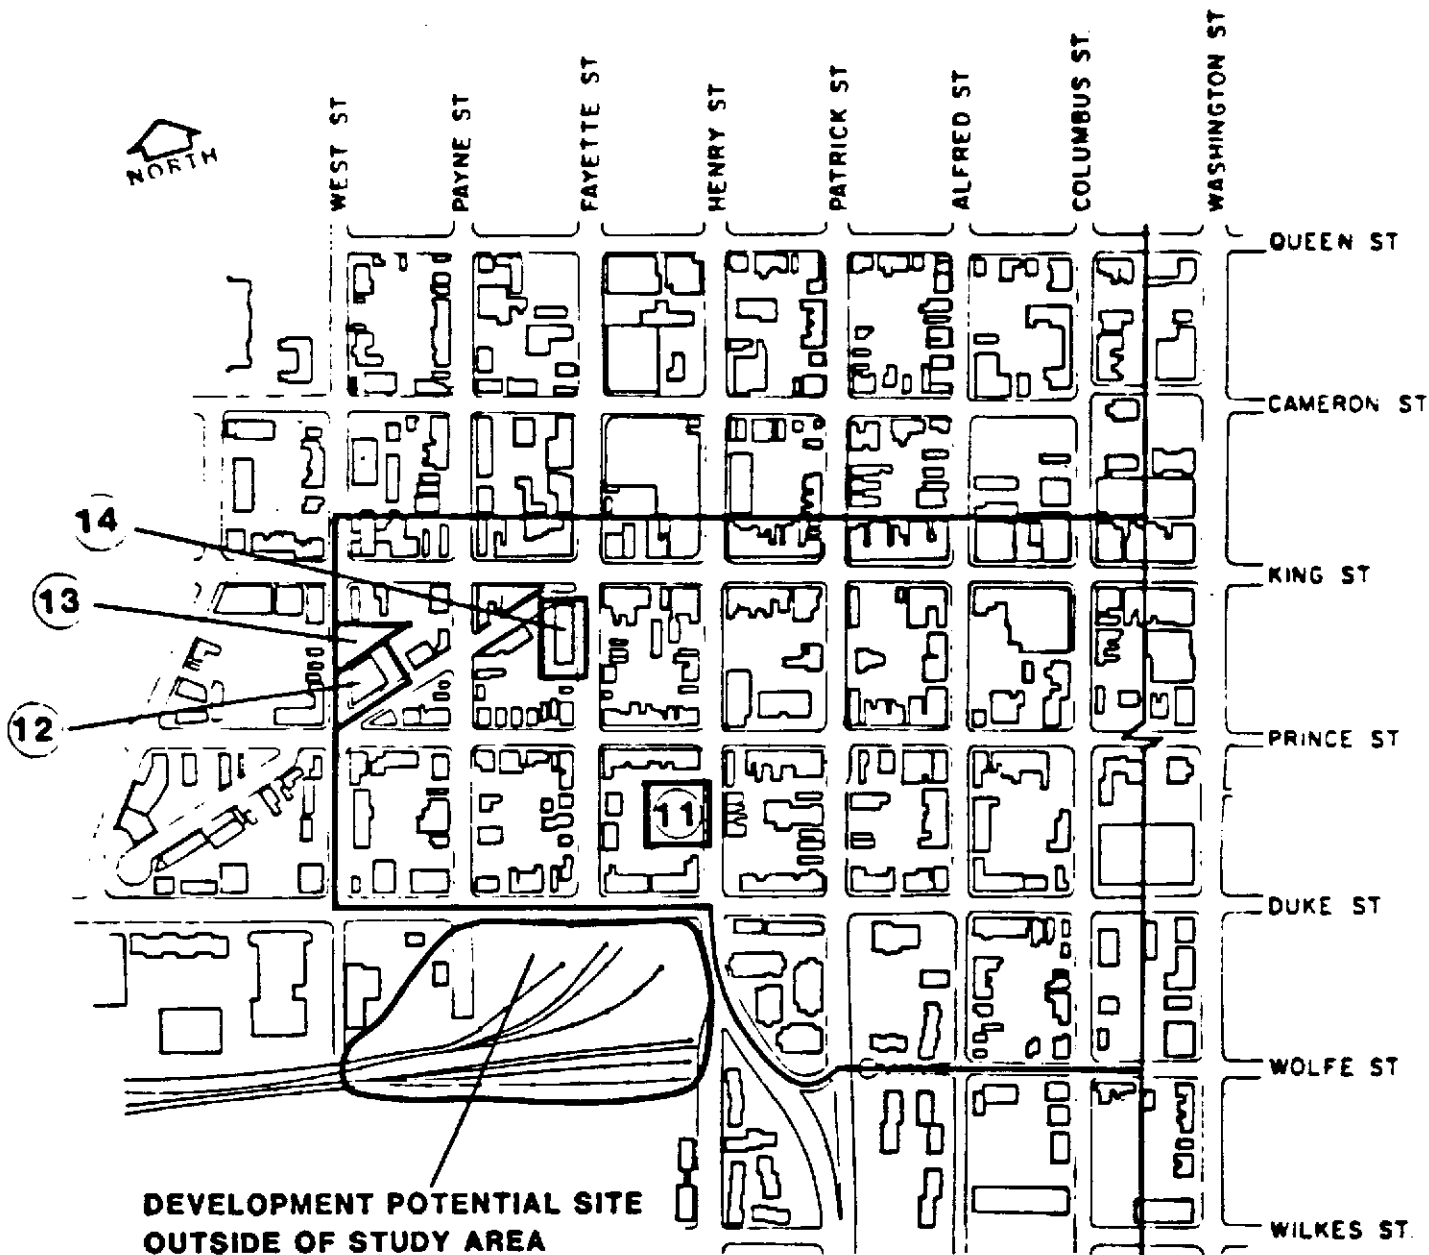 NORTH
WEST ST
PAYNE ST
FAYETTE ST
HENRY ST
PATRICK ST
ALFRED ST
COLUMBUS ST.
WASHINGTON ST
QUEEN ST
CAMERON ST
14
KING ST
13
12
PRINCE ST
11
DUKE ST
WOLFE ST
DEVELOPMENT POTENTIAL SITE
OUTSIDE OF STUDY AREA
WILKES ST.